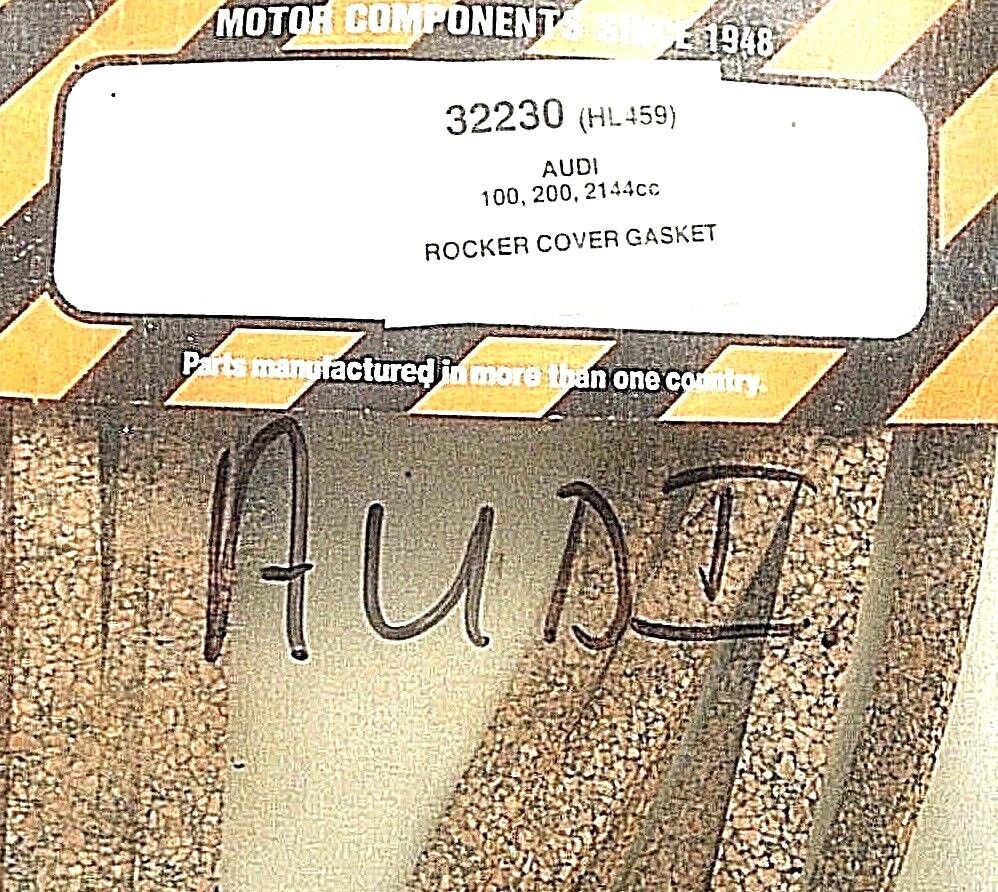 MOTOR COMPONENTS SINCE 1948
32230 (HL459)
AUDI
100, 200, 2144cc
ROCKER COVER GASKET
Parts manufactured in more than one country.
AUDI